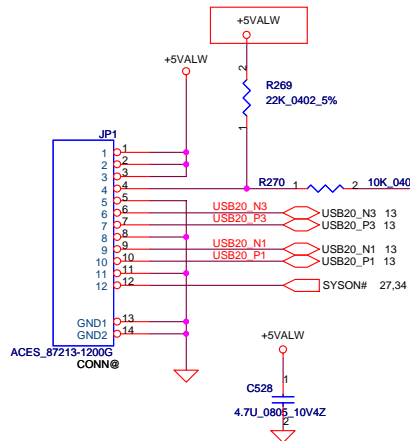 +5VALW
+5VALW
2
R269
22K_0402_5%
1
JP1
1 1
2 2
3 3
4 4
R270 1 2 10K_040
5 5
6 6 USB20_N3 USB20_N3 13
7 7 USB20_P3 USB20_P3 13
8 8
9 9 USB20_N1 USB20_N1 13
10 10 USB20_P1 USB20_P1 13
11 11
12 12 SYSON# 27,34
GND1 13
GND2 14
ACES_87213-1200G
CONN@
+5VALW
1
C528
4.7U_0805_10V4Z
2